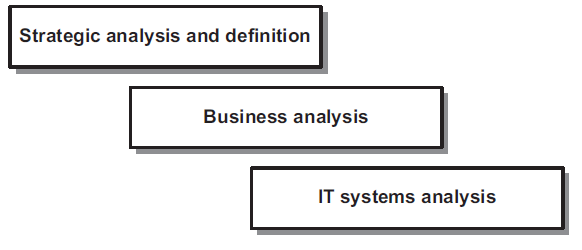 Strategic analysis and definition
Business analysis
IT systems analysis